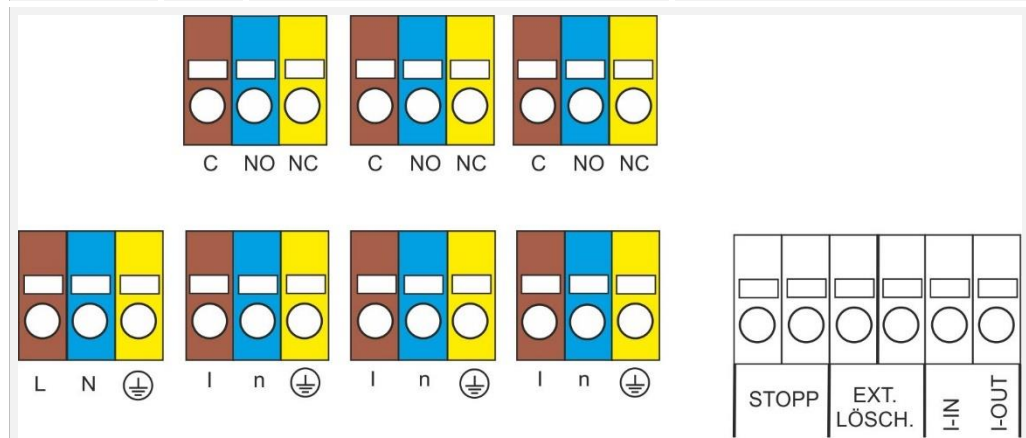 C NO NC C NO NC C NO NC
L N l n l n l n
STOPP EXT. LÖSCH. I-IN I-OUT